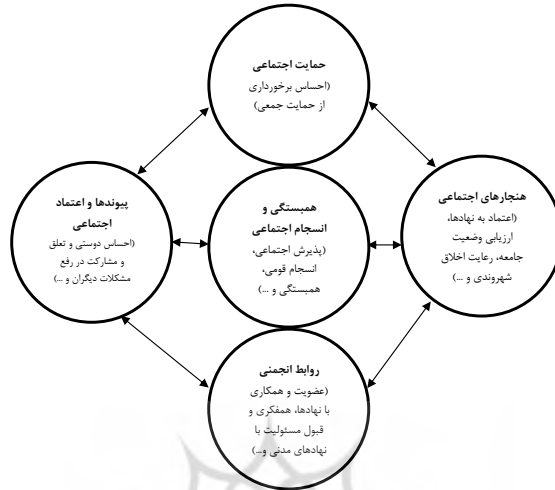 حمایت اجتماعی
(احساس برخورداری
از حمایت جمعی)
هنجارهای اجتماعی
(اعتماد به نهادها،
ارزیابی وضعیت
جامعه، رعایت اخلاق
شهروندی و ...)
همبستگی و
انسجام اجتماعی
(پذیرش اجتماعی،
انسجام قومی،
همبستگی و ...)
پیوندها و اعتماد
اجتماعی
(احساس دوستی و تعلق
و مشارکت در رفع
مشکلات دیگران و ...)
روابط انجمنی
(عضویت و همکاری
با نهادها، همفکری و
قبول مسئولیت با
نهادهای مدنی و...)